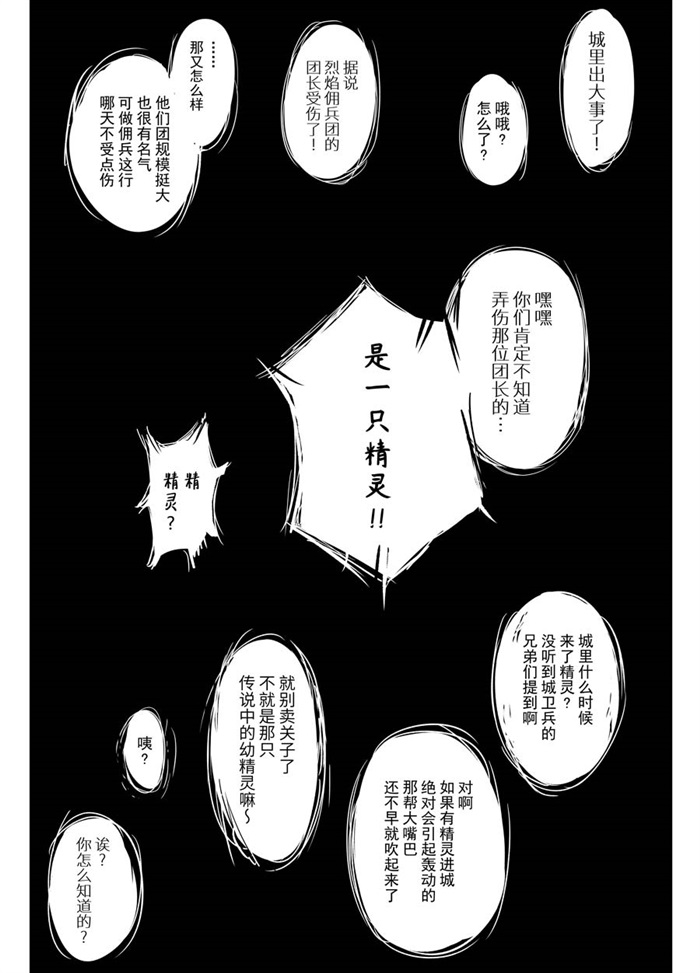 城里出大事了！
哦哦？
怎么了？
据说
烈焰佣兵团的
团长受伤了！
……
那又怎么样
他们团规模挺大
也很有名气
可做佣兵这行
哪天不受点伤
嘿嘿
你们肯定不知道
弄伤那位团长的…
是一只精灵!!
精
精灵？
城里什么时候
来了精灵？
没听到城卫兵的
兄弟们提到啊
对啊
如果有精灵进城
绝对会引起轰动的
那帮大嘴巴
还不早就吹起来了
就别卖关子了
不就是那只
传说中的幼精灵嘛～
咦？
诶？
你怎么知道的？